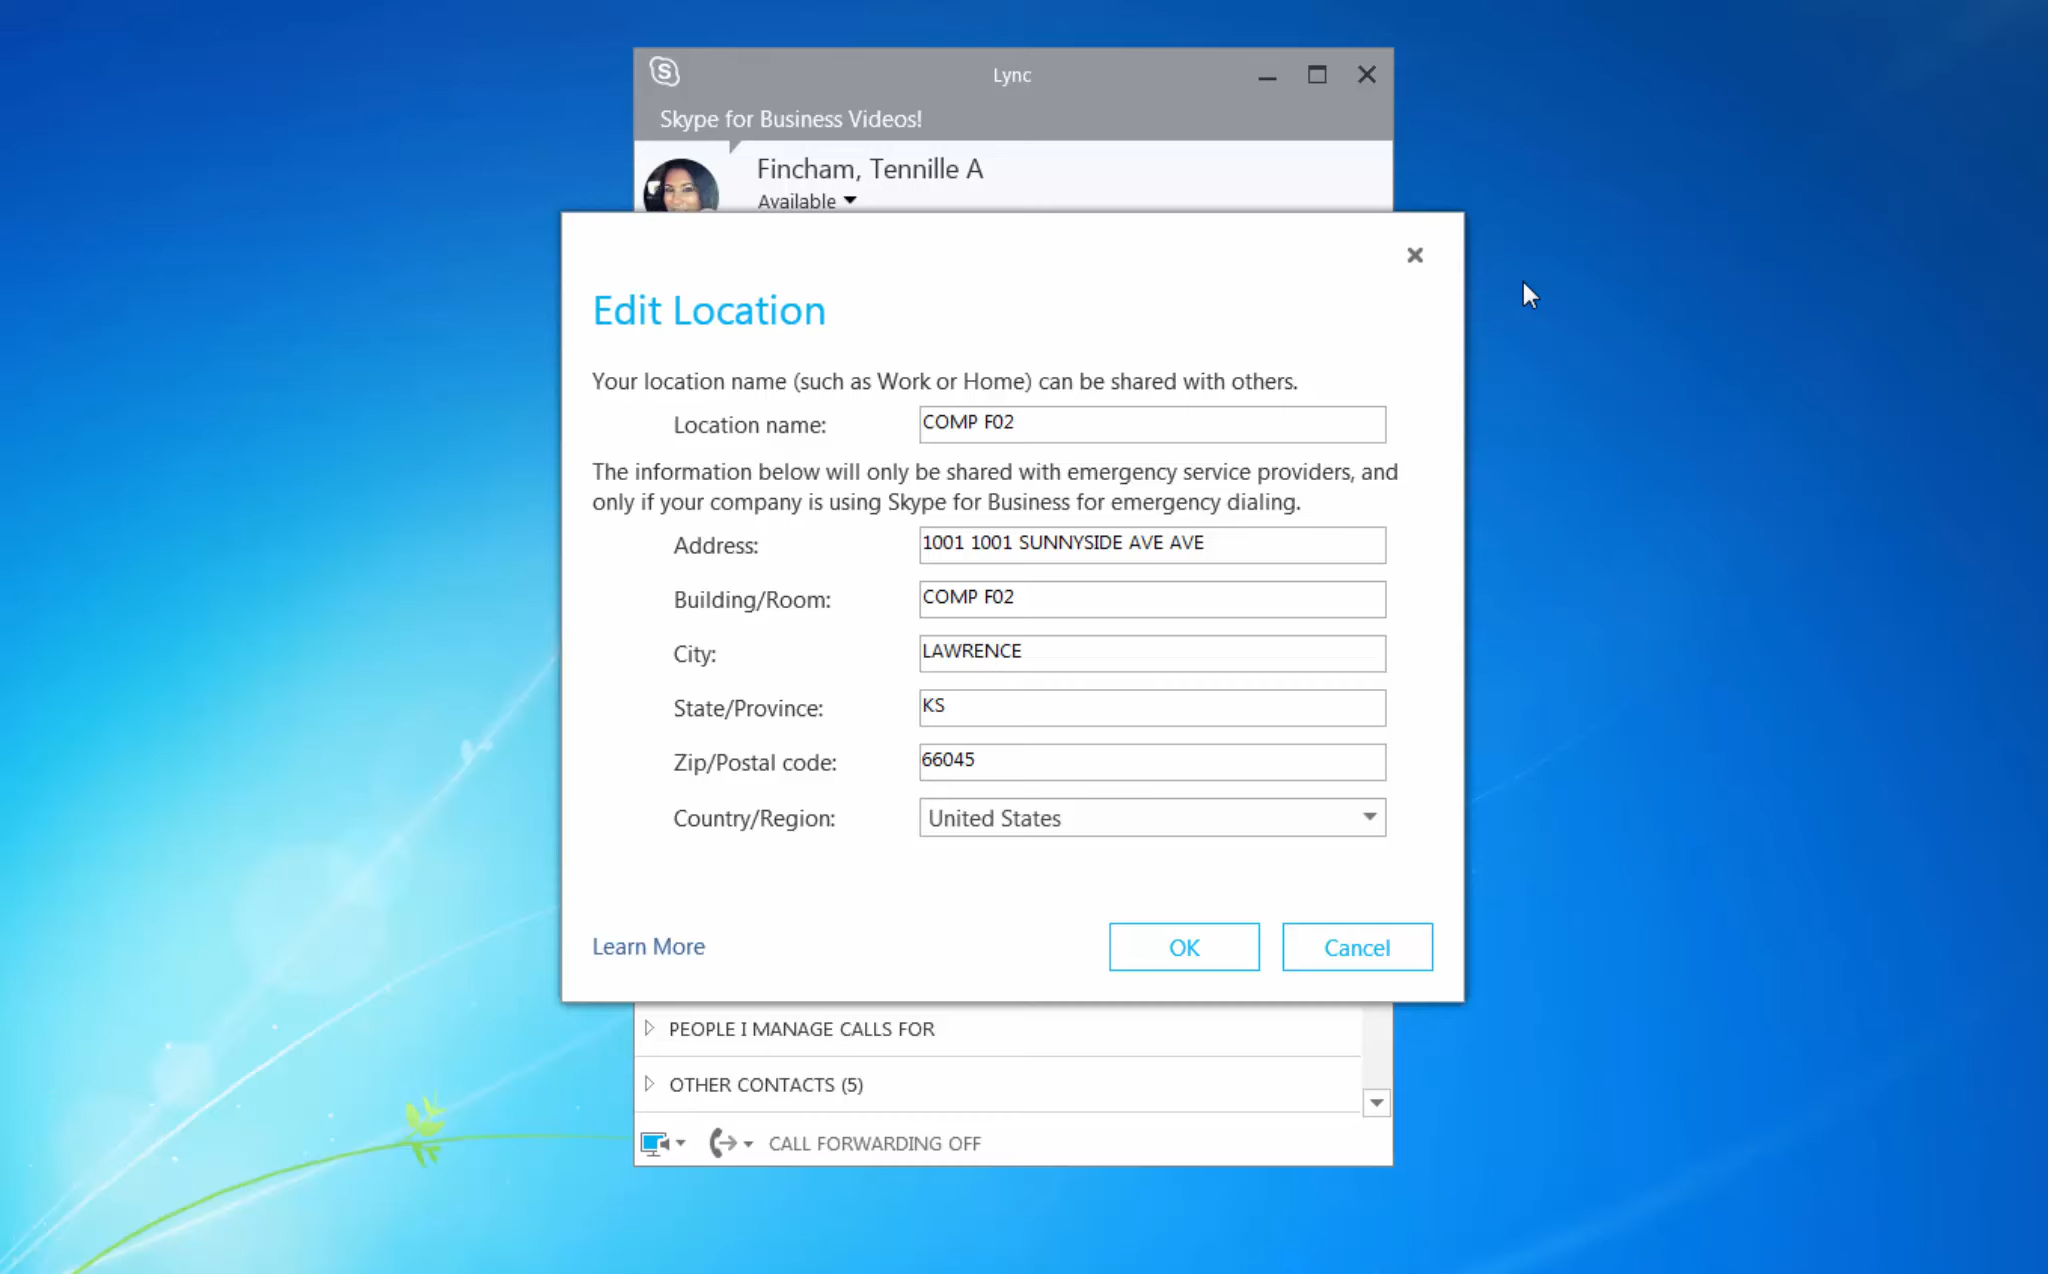 Lync
Skype for Business Videos!
Fincham, Tennille A
Available
Edit Location
Your location name (such as Work or Home) can be shared with others.
Location name: COMP F02
The information below will only be shared with emergency service providers, and
only if your company is using Skype for Business for emergency dialing.
Address: 1001 1001 SUNNYSIDE AVE AVE
Building/Room: COMP F02
City: LAWRENCE
State/Province: KS
Zip/Postal code: 66045
Country/Region: United States
Learn More OK Cancel
PEOPLE I MANAGE CALLS FOR
OTHER CONTACTS (5)
CALL FORWARDING OFF